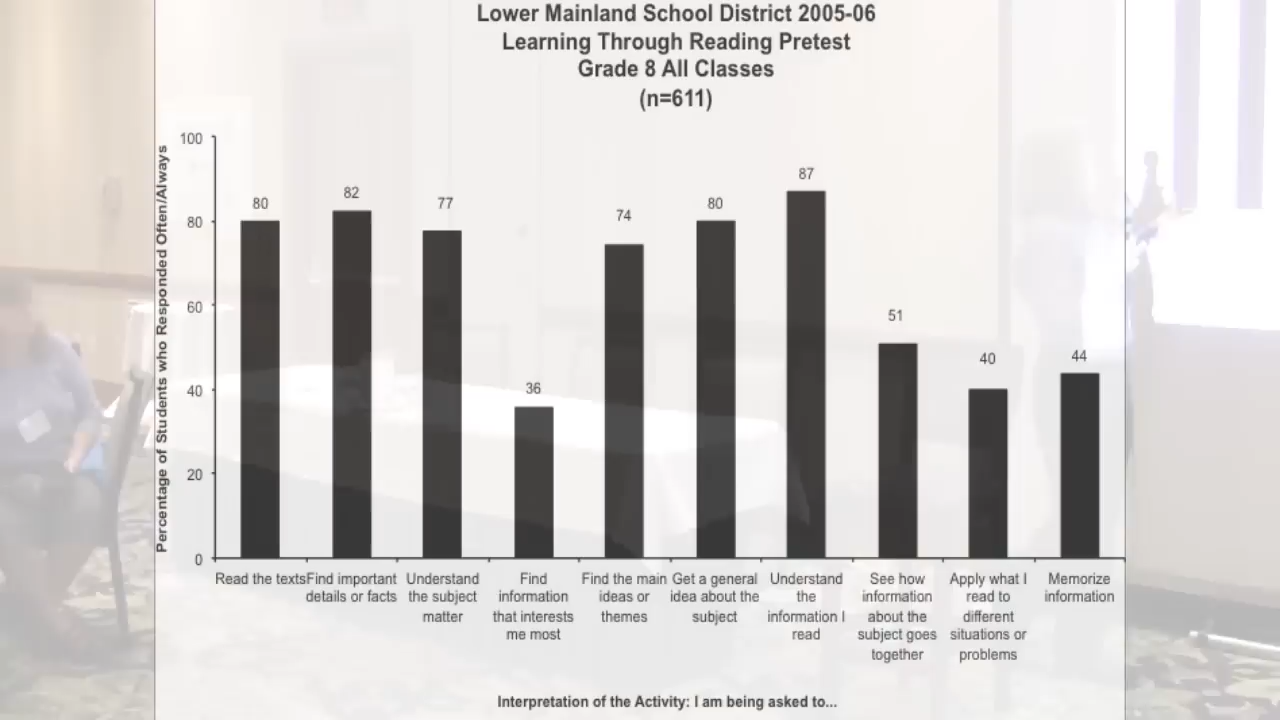 Lower Mainland School District 2005-06
Learning Through Reading Pretest
Grade 8 All Classes
(n=611)
Percentage of Students who Responded Often/Always
100
80
60
40
20
0
80
82
77
36
74
80
87
51
40
44
Read the texts
Find important
details or facts
Understand
the subject
matter
Find
information
that interests
me most
Find the main
ideas or
themes
Get a general
idea about the
subject
Understand
the
information I
read
See how
information
about the
subject goes
together
Apply what I
read to
different
situations or
problems
Memorize
information
Interpretation of the Activity: I am being asked to...